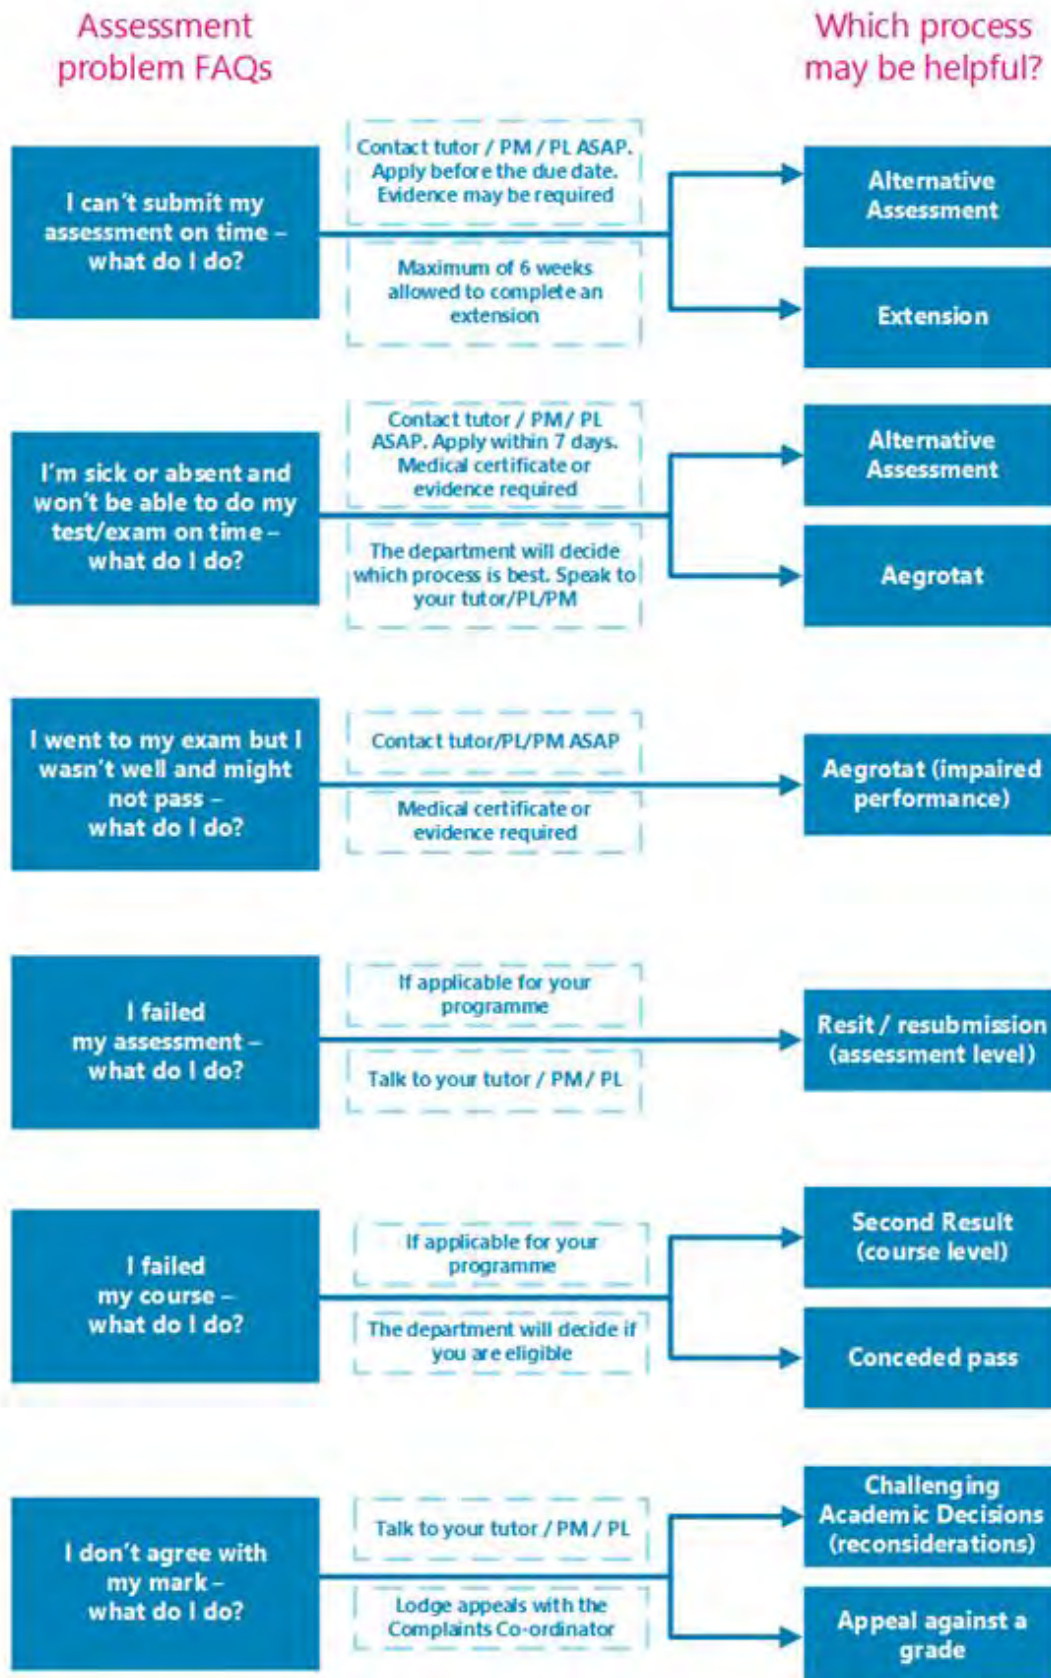 Assessment
problem FAQs
Which process
may be helpful?
I can't submit my
assessment on time –
what do I do?
Contact tutor / PM / PL ASAP.
Apply before the due date.
Evidence may be required
Maximum of 6 weeks
allowed to complete an
extension
Alternative
Assessment
Extension
I'm sick or absent and
won't be able to do my
test/exam on time –
what do I do?
Contact tutor / PM / PL
ASAP. Apply within 7 days.
Medical certificate or
evidence required
The department will decide
which process is best. Speak to
your tutor/PL/PM
Alternative
Assessment
Aegrotat
I went to my exam but I
wasn't well and might
not pass –
what do I do?
Contact tutor/PL/PM ASAP
Medical certificate or
evidence required
Aegrotat (impaired
performance)
I failed
my assessment –
what do I do?
If applicable for your
programme
Talk to your tutor / PM / PL
Resit / resubmission
(assessment level)
I failed
my course –
what do I do?
If applicable for your
programme
The department will decide if
you are eligible
Second Result
(course level)
Conceded pass
I don't agree with
my mark –
what do I do?
Talk to your tutor / PM / PL
Lodge appeals with the
Complaints Co-ordinator
Challenging
Academic Decisions
(reconsiderations)
Appeal against a
grade